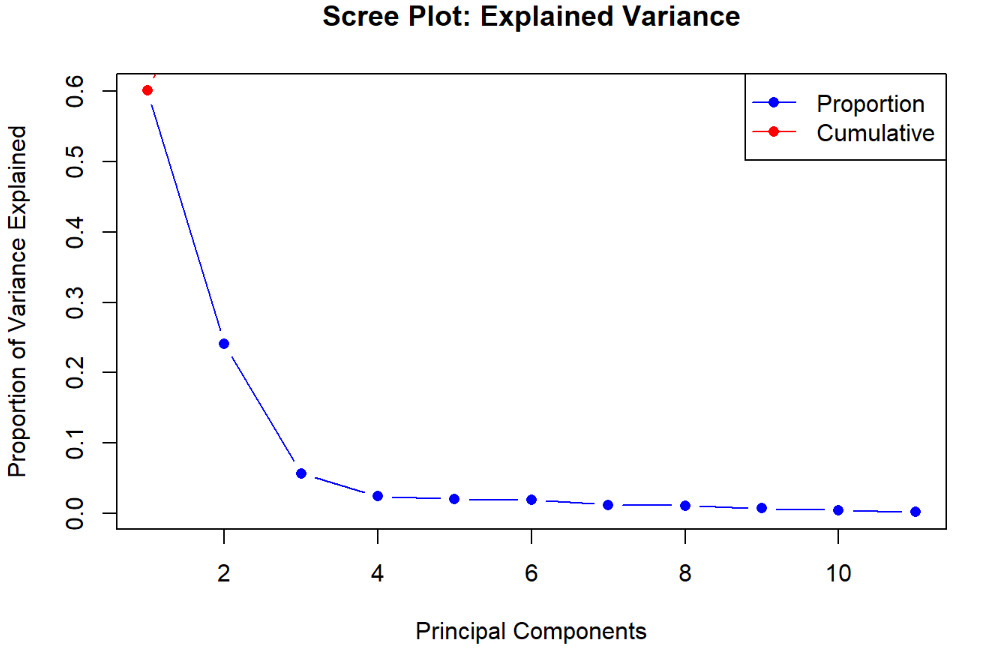 Scree Plot: Explained Variance
Proportion
Cumulative
Proportion of Variance Explained
0.6
0.5
0.4
0.3
0.2
0.1
0.0
2 4 6 8 10
Principal Components